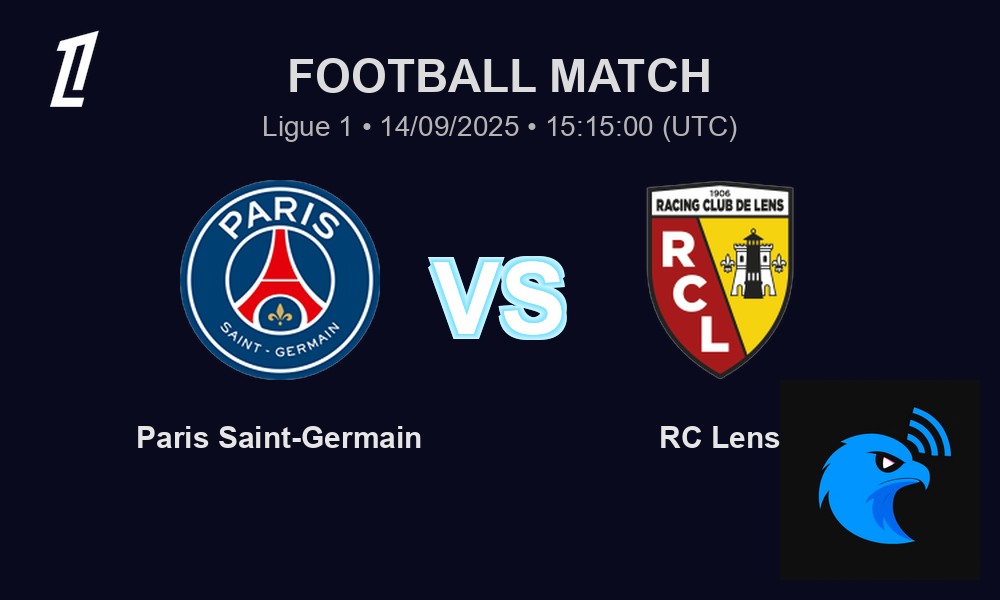 FOOTBALL MATCH
Ligue 1 • 14/09/2025 • 15:15:00 (UTC)
PARIS
SAINT - GERMAIN
VS
1906
RACING CLUB DE LENS
R
C
L
Paris Saint-Germain
RC Lens